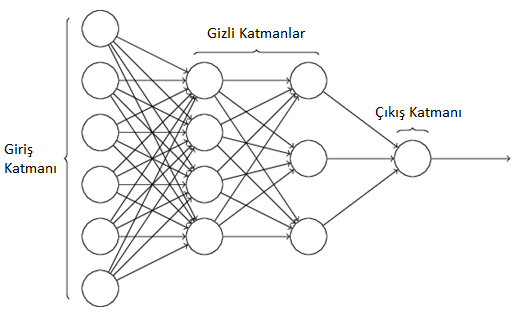 Gizli Katmanlar
Çıkış Katmanı
Giriş
Katmanı